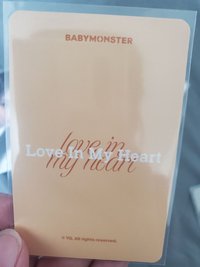 BABYMONSTER
love in
Love In My Heart
my heart
© YG. All rights reserved.